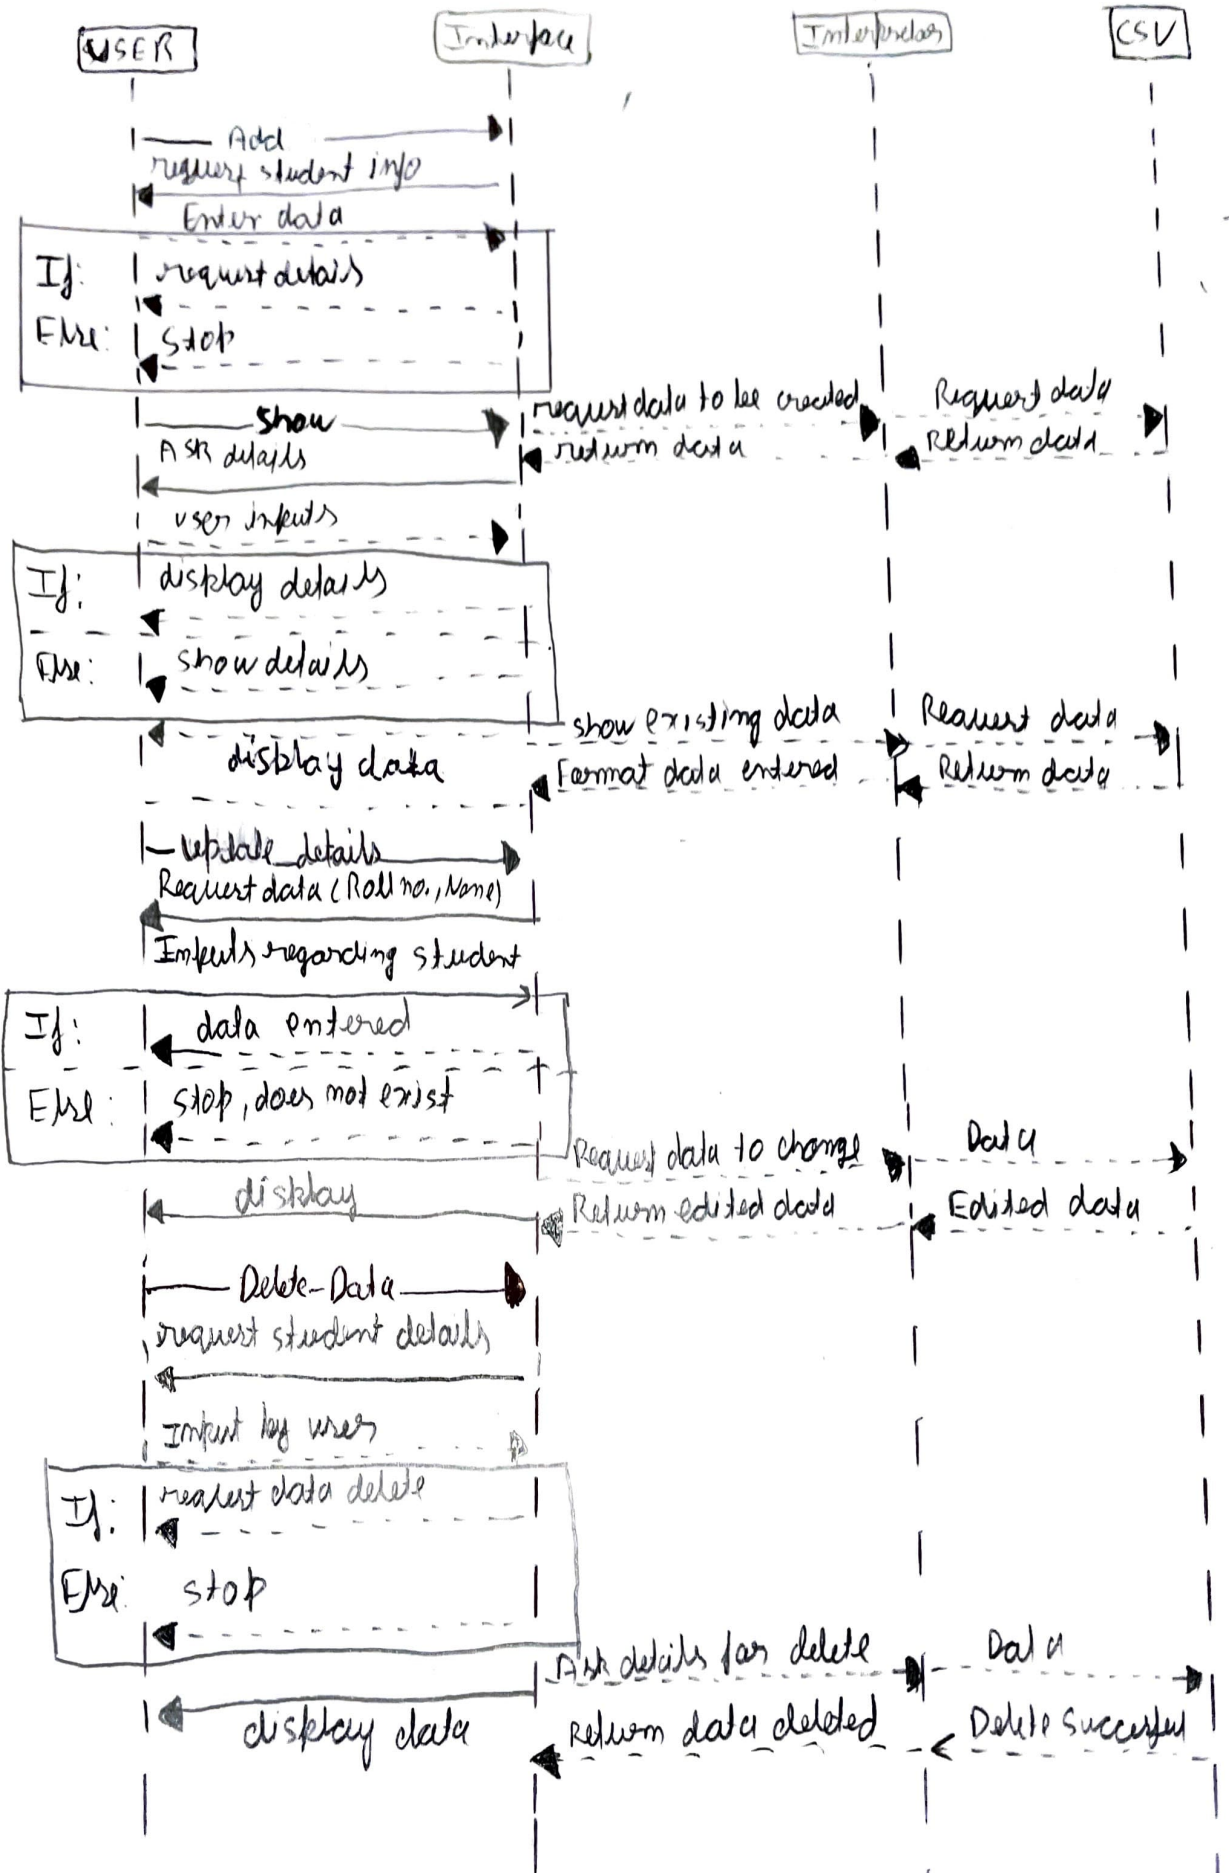 USER Interface Interpretor CSV
Add
request student info
Enter data
If: request details
Else: Stop
show request data to be created Request data
Ask details return data Return data
user inputs
If: display details
Else: show details
show existing data Request data
display data Format data entered Return data
update_details
Request data (Roll no., Name)
Inputs regarding student
If: data entered
Else: stop, does not exist
Request data to change Data
display Return edited data Edited data
Delete-Data
request student details
Input by user
If: request data delete
Else: stop
Ask details for delete Data
display data Return data deleted Delete succesful